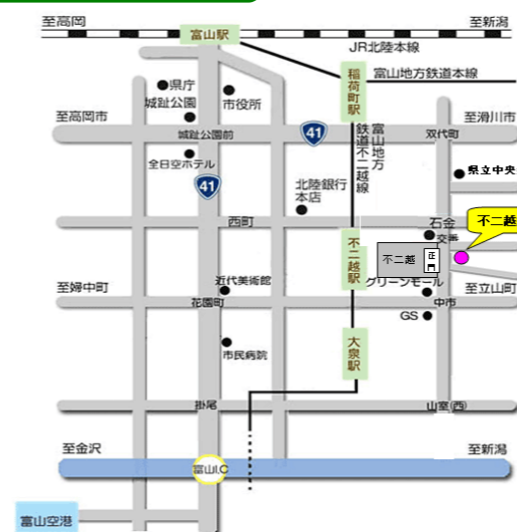 至高岡
至新潟
富山駅
JR北陸本線
稲荷町駅
富山地方鉄道本線
県庁
城趾公園
市役所
至高岡市
至滑川市
城趾公園前
41
双代町
富山地方
鉄道不二越線
全日空ホテル
県立中央
41
北陸銀行
本店
西町
石金
交番
不二越
不二越駅
不二越
正門
近代美術館
グリーンモール
至婦中町
至立山町
花園町
中市
GS
大泉駅
市民病院
掛尾
山室(西)
至金沢
至新潟
富山I.C
富山空港